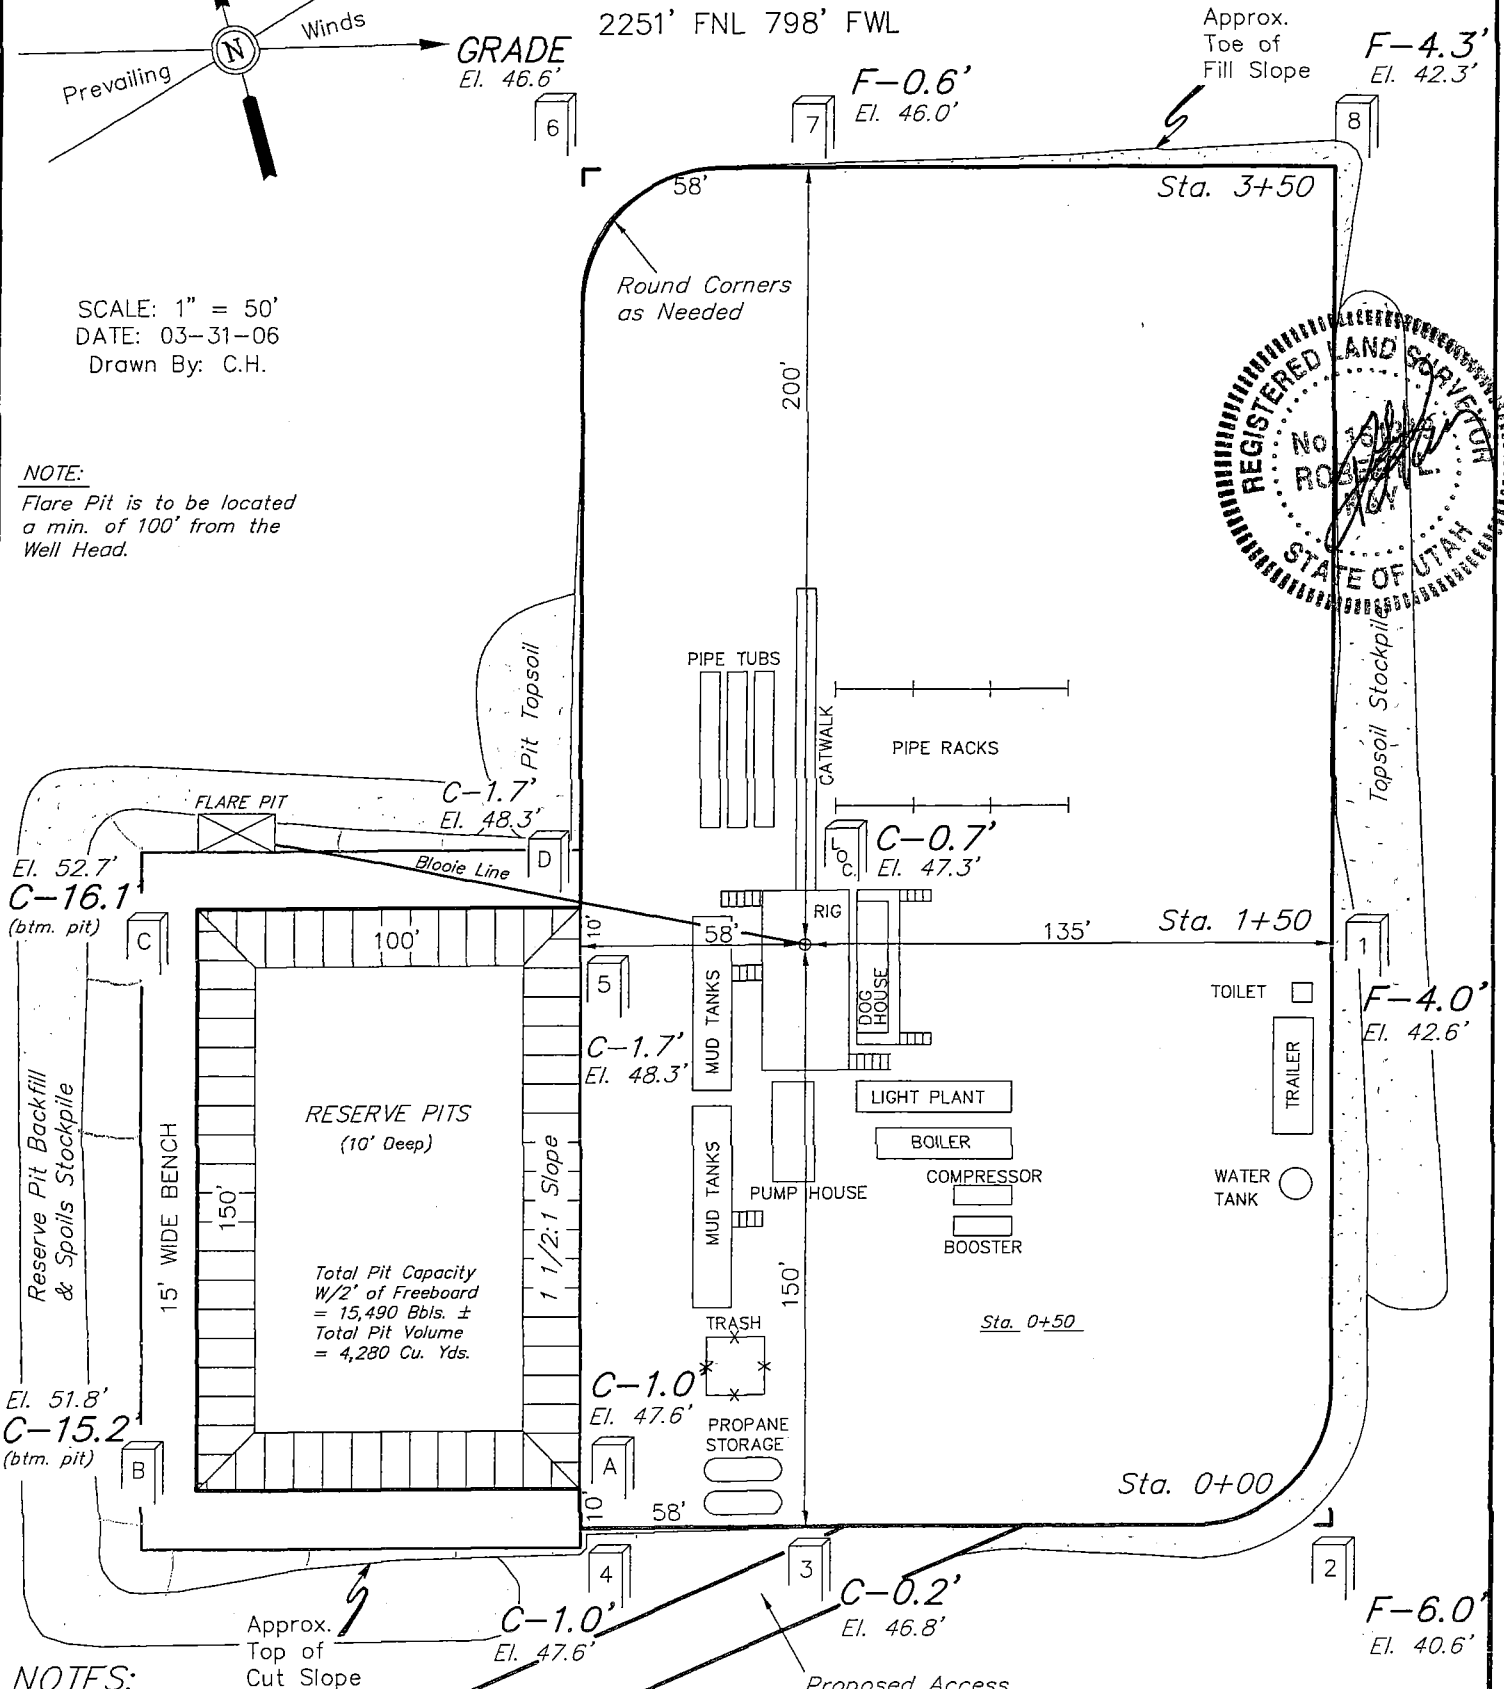 2251' FNL 798' FWL
Winds
N
Prevailing
GRADE
El. 46.6'
6
F-0.6'
El. 46.0'
7
Approx.
Toe of
Fill Slope
F-4.3'
El. 42.3'
8
58'
Sta. 3+50
Round Corners
as Needed
SCALE: 1" = 50'
DATE: 03-31-06
Drawn By: C.H.
200'
REGISTERED LAND SURVEYOR
No.
STATE OF UTAH
NOTE:
Flare Pit is to be located
a min. of 100' from the
Well Head.
Topsoil Stockpile
Pit Topsoil
PIPE TUBS
CATWALK
PIPE RACKS
FLARE PIT
C-1.7'
El. 48.3'
D
Blooie Line
LOC.
C-0.7'
El. 47.3'
El. 52.7'
C-16.1'
(btm. pit)
C
100'
10'
58'
RIG
135'
Sta. 1+50
1
F-4.0'
El. 42.6'
5
C-1.7'
El. 48.3'
MUD TANKS
DOG
HOUSE
TOILET
TRAILER
LIGHT PLANT
BOILER
COMPRESSOR
BOOSTER
PUMP HOUSE
WATER
TANK
MUD TANKS
Reserve Pit Backfill
& Spoils Stockpile
15' WIDE BENCH
150'
RESERVE PITS
(10' Deep)
1 1/2:1 Slope
Total Pit Capacity
W/2' of Freeboard
= 15,490 Bbls. ±
Total Pit Volume
= 4,280 Cu. Yds.
150'
Sta. 0+50
TRASH
El. 51.8'
C-15.2'
(btm. pit)
B
C-1.0'
El. 47.6'
A
PROPANE
STORAGE
Sta. 0+00
10'
58'
4
3
2
C-1.0'
El. 47.6'
C-0.2'
El. 46.8'
F-6.0'
El. 40.6'
Approx.
Top of
Cut Slope
NOTES:
Proposed Access